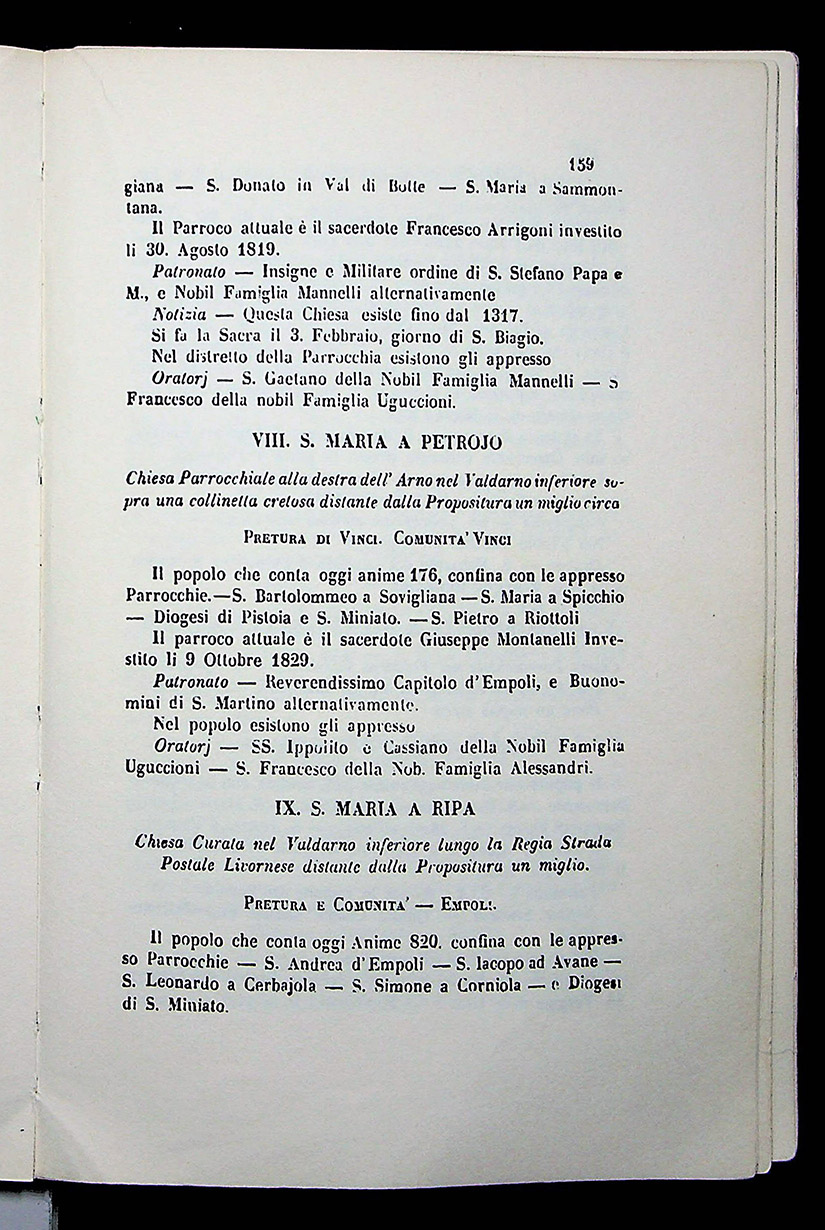 159
giana — S. Donato in Val di Botte — S. Maria a Sammon-
tana.
Il Parroco attuale è il sacerdote Francesco Arrigoni investito
li 30. Agosto 1819.
Patronato — Insigne e Militare ordine di S. Stefano Papa e
M., e Nobil Famiglia Mannelli alternativamente
Notizia — Questa Chiesa esiste fino dal 1317.
Si fa la Sacra il 3. Febbraio, giorno di S. Biagio.
Nel distretto della Parrocchia esistono gli appresso
Oratorj — S. Gaetano della Nobil Famiglia Mannelli — S
Francesco della nobil Famiglia Uguccioni.
VIII. S. MARIA A PETROJO
Chiesa Parrocchiale alla destra dell' Arno nel Valdarno inferiore so-
pra una collinetta cretosa distante dalla Propositura un miglio circa
PRETURA DI VINCI. COMUNITA' VINCI
Il popolo che conta oggi anime 176, confina con le appresso
Parrocchie.—S. Bartolommeo a Sovigliana —S. Maria a Spicchio
— Diogesi di Pistoia e S. Miniato. —S. Pietro a Riottoli
Il parroco attuale è il sacerdote Giuseppe Montanelli Inve-
stito li 9 Ottobre 1829.
Patronato — Reverendissimo Capitolo d'Empoli, e Buono-
mini di S. Martino alternativamente.
Nel popolo esistono gli appresso
Oratorj — SS. Ippolito e Cassiano della Nobil Famiglia
Uguccioni — S. Francesco della Nob. Famiglia Alessandri.
IX. S. MARIA A RIPA
Chiesa Curata nel Valdarno inferiore lungo la Regia Strada
Postale Livornese distante dalla Propositura un miglio.
PRETURA E COMUNITA' — EMPOLI.
Il popolo che conta oggi Anime 820. confina con le appres-
so Parrocchie — S. Andrea d'Empoli — S. Iacopo ad Avane —
S. Leonardo a Cerbajola — S. Simone a Corniola — e Diogesi
di S. Miniato.